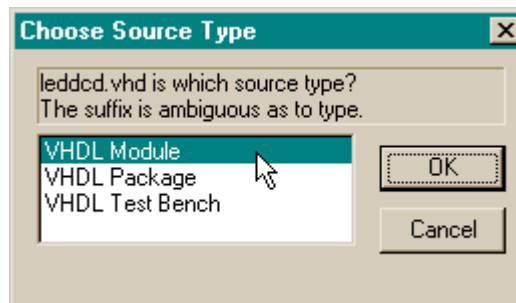 Choose Source Type
leddcd.vhd is which source type?
The suffix is ambiguous as to type.
VHDL Module
VHDL Package
VHDL Test Bench
OK
Cancel